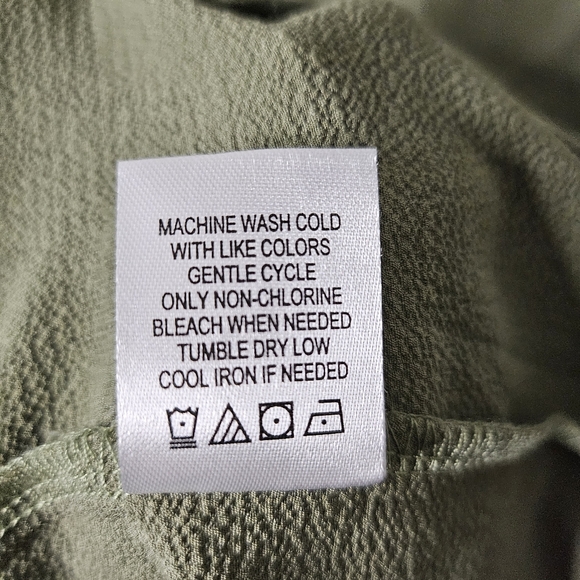 MACHINE WASH COLD
WITH LIKE COLORS
GENTLE CYCLE
ONLY NON-CHLORINE
BLEACH WHEN NEEDED
TUMBLE DRY LOW
COOL IRON IF NEEDED